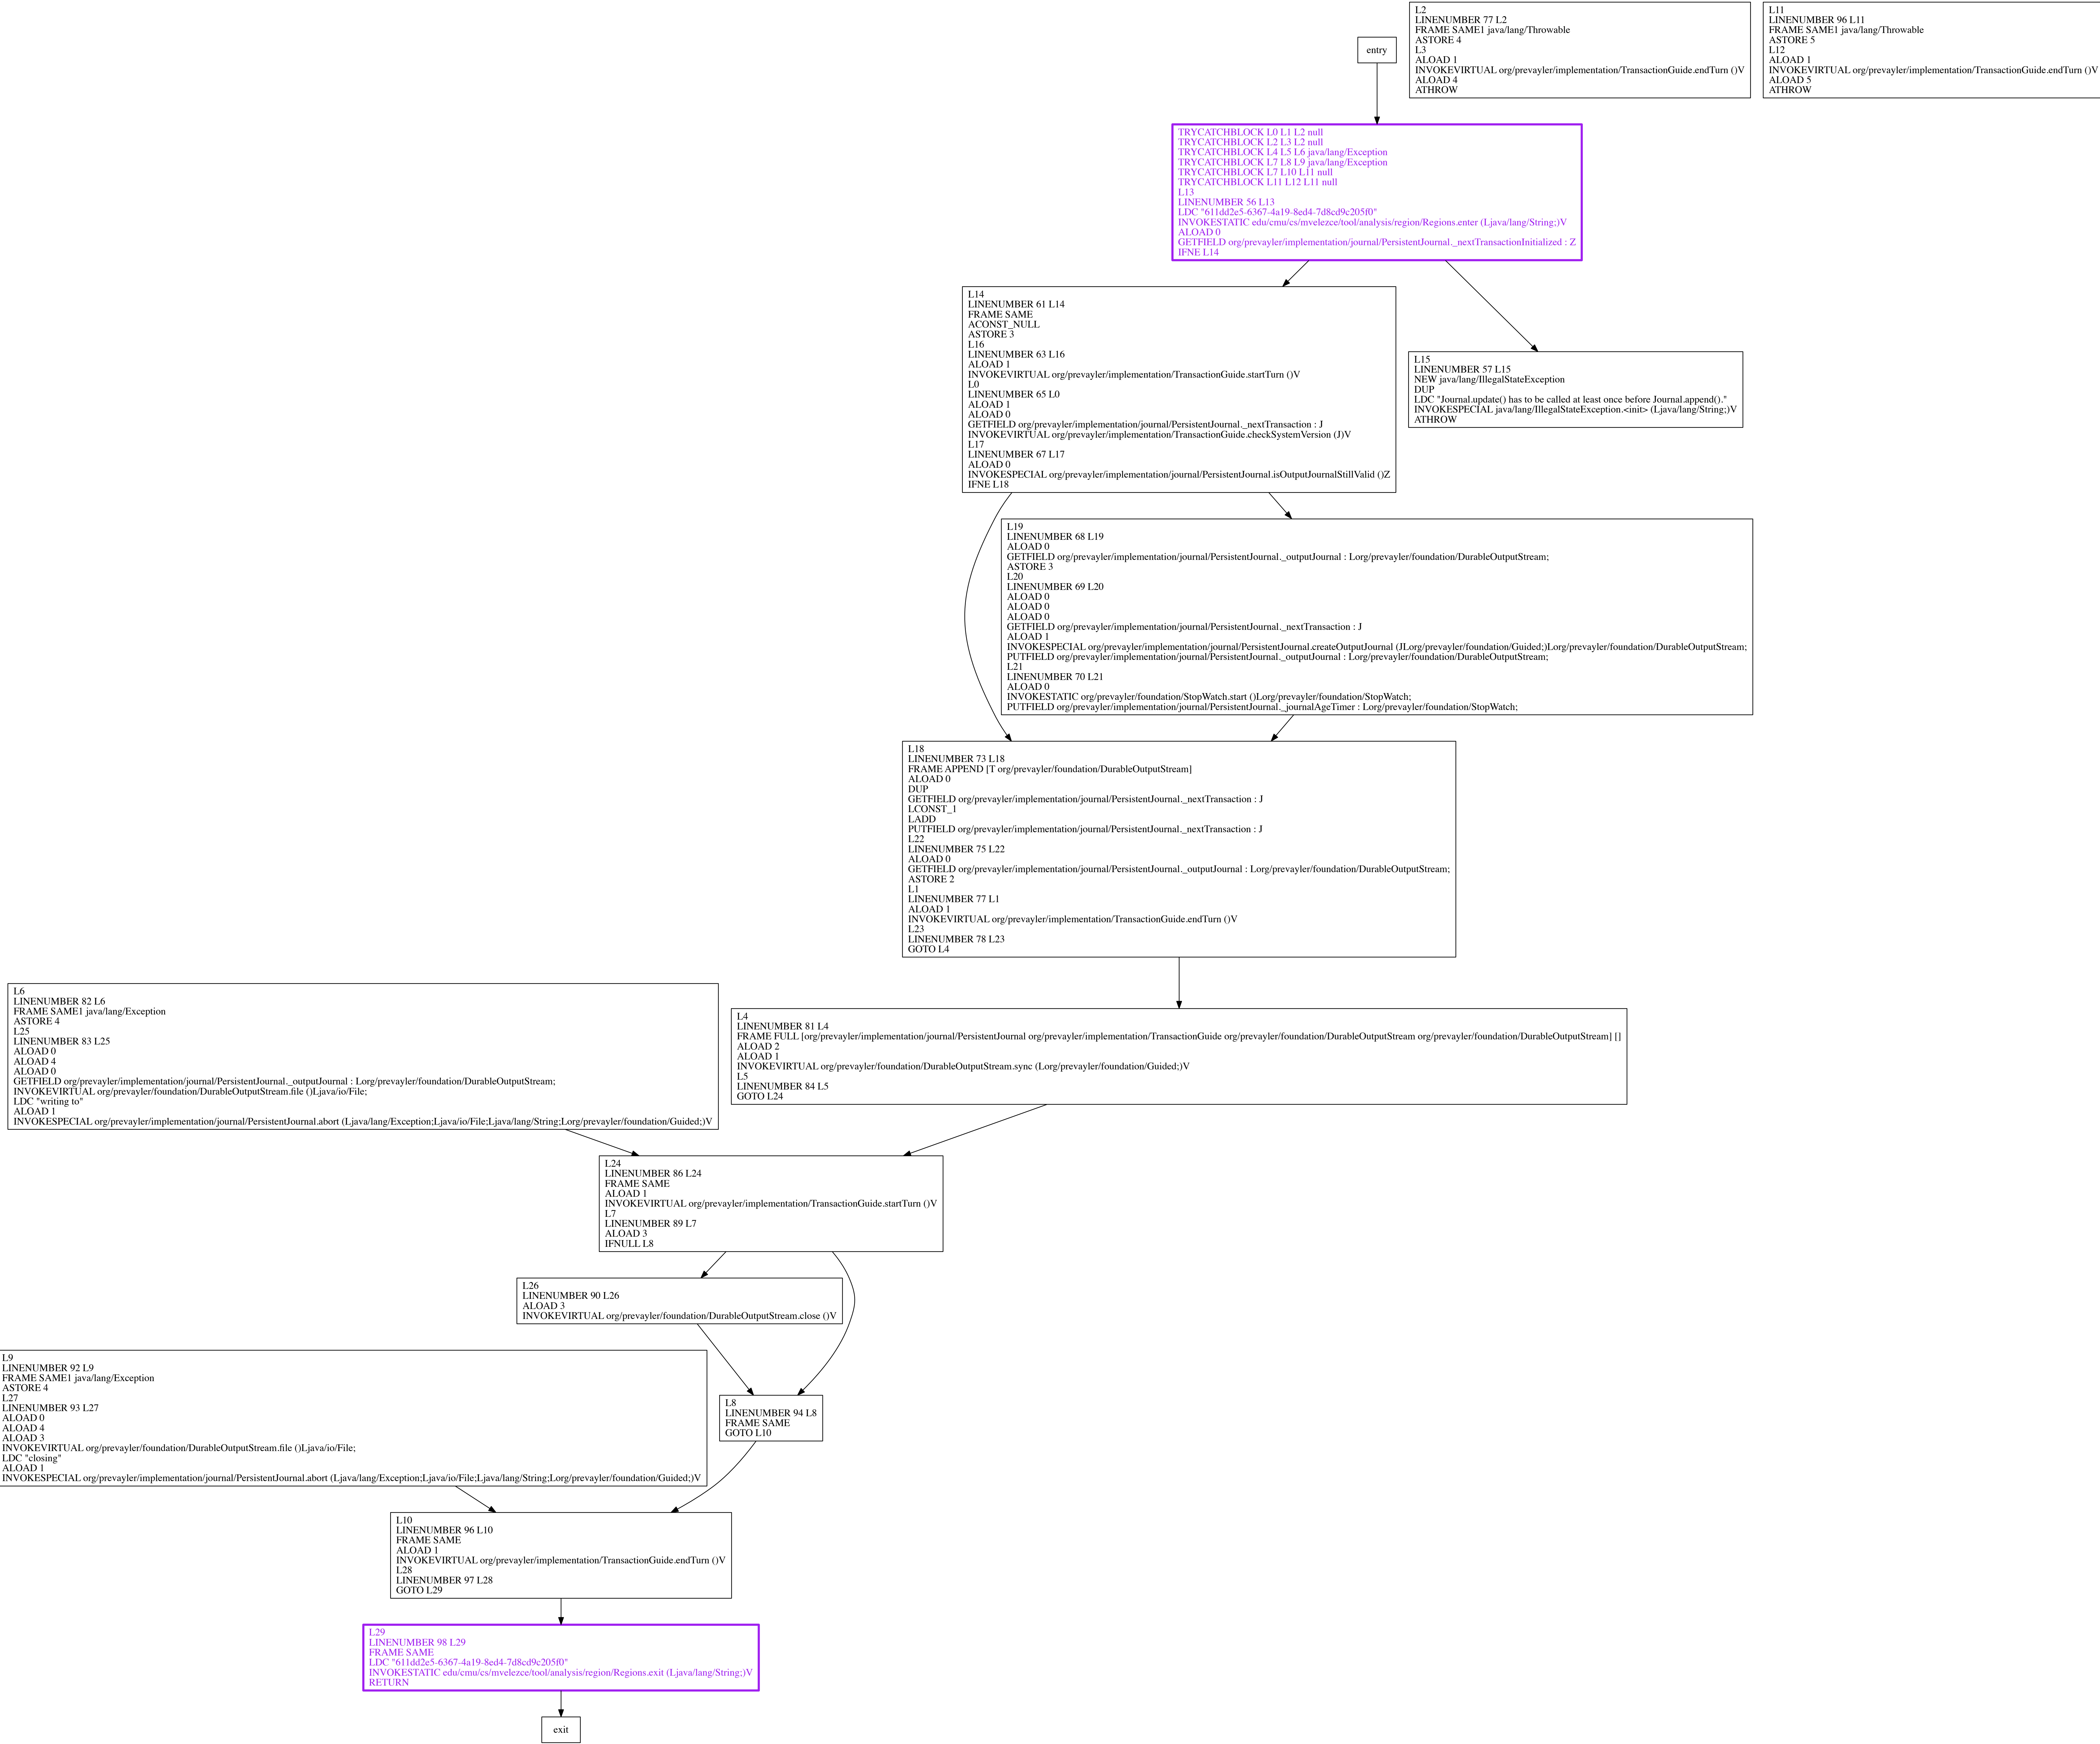 entry
L2
LINENUMBER 77 L2
FRAME SAME1 java/lang/Throwable
ASTORE 4
L3
ALOAD 1
INVOKEVIRTUAL org/prevayler/implementation/TransactionGuide.endTurn ()V
ALOAD 4
ATHROW
L11
LINENUMBER 96 L11
FRAME SAME1 java/lang/Throwable
ASTORE 5
L12
ALOAD 1
INVOKEVIRTUAL org/prevayler/implementation/TransactionGuide.endTurn ()V
ALOAD 5
ATHROW
TRYCATCHBLOCK L0 L1 L2 null
TRYCATCHBLOCK L2 L3 L2 null
TRYCATCHBLOCK L4 L5 L6 java/lang/Exception
TRYCATCHBLOCK L7 L8 L9 java/lang/Exception
TRYCATCHBLOCK L7 L10 L11 null
TRYCATCHBLOCK L11 L12 L11 null
L13
LINENUMBER 56 L13
LDC "611dd2e5-6367-4a19-8ed4-7d8cd9c205f0"
INVOKESTATIC edu/cmu/cs/mvelezce/tool/analysis/region/Regions.enter (Ljava/lang/String;)V
ALOAD 0
GETFIELD org/prevayler/implementation/journal/PersistentJournal._nextTransactionInitialized : Z
IFNE L14
L14
LINENUMBER 61 L14
FRAME SAME
ACONST_NULL
ASTORE 3
L16
LINENUMBER 63 L16
ALOAD 1
INVOKEVIRTUAL org/prevayler/implementation/TransactionGuide.startTurn ()V
L0
LINENUMBER 65 L0
ALOAD 1
ALOAD 0
GETFIELD org/prevayler/implementation/journal/PersistentJournal._nextTransaction : J
INVOKEVIRTUAL org/prevayler/implementation/TransactionGuide.checkSystemVersion (J)V
L17
LINENUMBER 67 L17
ALOAD 0
INVOKESPECIAL org/prevayler/implementation/journal/PersistentJournal.isOutputJournalStillValid ()Z
IFNE L18
L15
LINENUMBER 57 L15
NEW java/lang/IllegalStateException
DUP
LDC "Journal.update() has to be called at least once before Journal.append()."
INVOKESPECIAL java/lang/IllegalStateException.<init> (Ljava/lang/String;)V
ATHROW
L19
LINENUMBER 68 L19
ALOAD 0
GETFIELD org/prevayler/implementation/journal/PersistentJournal._outputJournal : Lorg/prevayler/foundation/DurableOutputStream;
ASTORE 3
L20
LINENUMBER 69 L20
ALOAD 0
ALOAD 0
ALOAD 0
GETFIELD org/prevayler/implementation/journal/PersistentJournal._nextTransaction : J
ALOAD 1
INVOKESPECIAL org/prevayler/implementation/journal/PersistentJournal.createOutputJournal (JLorg/prevayler/foundation/Guided;)Lorg/prevayler/foundation/DurableOutputStream;
PUTFIELD org/prevayler/implementation/journal/PersistentJournal._outputJournal : Lorg/prevayler/foundation/DurableOutputStream;
L21
LINENUMBER 70 L21
ALOAD 0
INVOKESTATIC org/prevayler/foundation/StopWatch.start ()Lorg/prevayler/foundation/StopWatch;
PUTFIELD org/prevayler/implementation/journal/PersistentJournal._journalAgeTimer : Lorg/prevayler/foundation/StopWatch;
L18
LINENUMBER 73 L18
FRAME APPEND [T org/prevayler/foundation/DurableOutputStream]
ALOAD 0
DUP
GETFIELD org/prevayler/implementation/journal/PersistentJournal._nextTransaction : J
LCONST_1
LADD
PUTFIELD org/prevayler/implementation/journal/PersistentJournal._nextTransaction : J
L22
LINENUMBER 75 L22
ALOAD 0
GETFIELD org/prevayler/implementation/journal/PersistentJournal._outputJournal : Lorg/prevayler/foundation/DurableOutputStream;
ASTORE 2
L1
LINENUMBER 77 L1
ALOAD 1
INVOKEVIRTUAL org/prevayler/implementation/TransactionGuide.endTurn ()V
L23
LINENUMBER 78 L23
GOTO L4
L6
LINENUMBER 82 L6
FRAME SAME1 java/lang/Exception
ASTORE 4
L25
LINENUMBER 83 L25
ALOAD 0
ALOAD 4
ALOAD 0
GETFIELD org/prevayler/implementation/journal/PersistentJournal._outputJournal : Lorg/prevayler/foundation/DurableOutputStream;
INVOKEVIRTUAL org/prevayler/foundation/DurableOutputStream.file ()Ljava/io/File;
LDC "writing to"
ALOAD 1
INVOKESPECIAL org/prevayler/implementation/journal/PersistentJournal.abort (Ljava/lang/Exception;Ljava/io/File;Ljava/lang/String;Lorg/prevayler/foundation/Guided;)V
L4
LINENUMBER 81 L4
FRAME FULL [org/prevayler/implementation/journal/PersistentJournal org/prevayler/implementation/TransactionGuide org/prevayler/foundation/DurableOutputStream org/prevayler/foundation/DurableOutputStream] []
ALOAD 2
ALOAD 1
INVOKEVIRTUAL org/prevayler/foundation/DurableOutputStream.sync (Lorg/prevayler/foundation/Guided;)V
L5
LINENUMBER 84 L5
GOTO L24
L24
LINENUMBER 86 L24
FRAME SAME
ALOAD 1
INVOKEVIRTUAL org/prevayler/implementation/TransactionGuide.startTurn ()V
L7
LINENUMBER 89 L7
ALOAD 3
IFNULL L8
L26
LINENUMBER 90 L26
ALOAD 3
INVOKEVIRTUAL org/prevayler/foundation/DurableOutputStream.close ()V
L9
LINENUMBER 92 L9
FRAME SAME1 java/lang/Exception
ASTORE 4
L27
LINENUMBER 93 L27
ALOAD 0
ALOAD 4
ALOAD 3
INVOKEVIRTUAL org/prevayler/foundation/DurableOutputStream.file ()Ljava/io/File;
LDC "closing"
ALOAD 1
INVOKESPECIAL org/prevayler/implementation/journal/PersistentJournal.abort (Ljava/lang/Exception;Ljava/io/File;Ljava/lang/String;Lorg/prevayler/foundation/Guided;)V
L8
LINENUMBER 94 L8
FRAME SAME
GOTO L10
L10
LINENUMBER 96 L10
FRAME SAME
ALOAD 1
INVOKEVIRTUAL org/prevayler/implementation/TransactionGuide.endTurn ()V
L28
LINENUMBER 97 L28
GOTO L29
L29
LINENUMBER 98 L29
FRAME SAME
LDC "611dd2e5-6367-4a19-8ed4-7d8cd9c205f0"
INVOKESTATIC edu/cmu/cs/mvelezce/tool/analysis/region/Regions.exit (Ljava/lang/String;)V
RETURN
exit